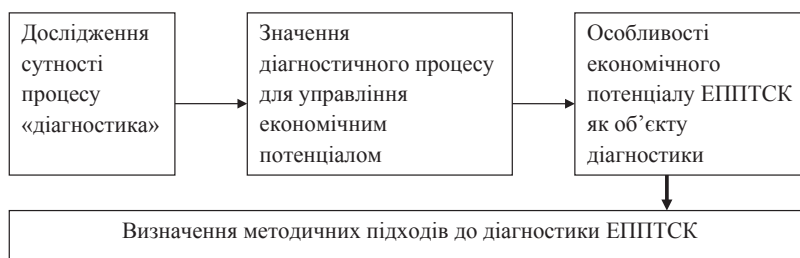 Дослідження
сутності
процесу
«діагностика»
Значення
діагностичного процесу
для управління
економічним
потенціалом
Особливості
економічного
потенціалу ЕППТСК
як об’єкту
діагностики
Визначення методичних підходів до діагностики ЕППТСК